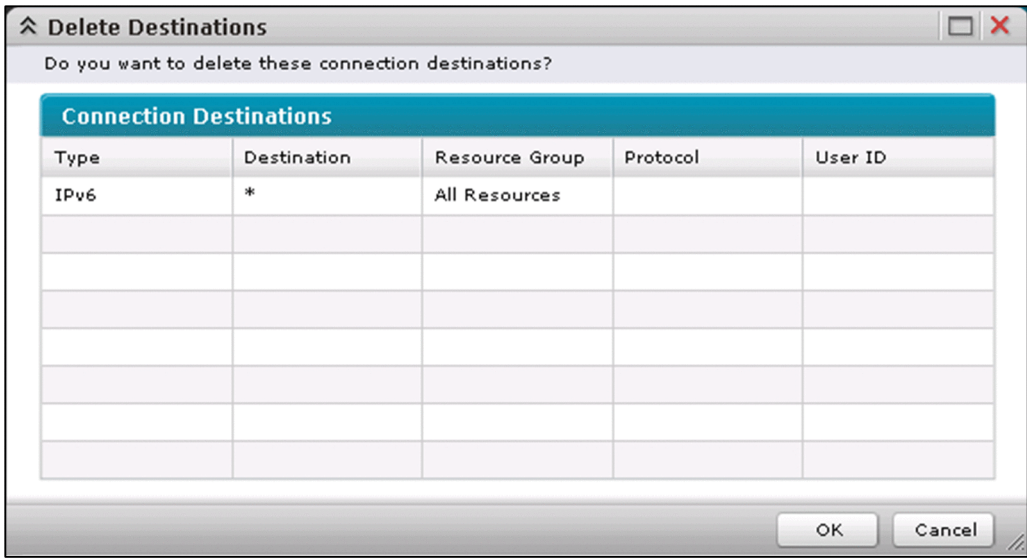 Delete Destinations
Do you want to delete these connection destinations?
Connection Destinations
Type Destination Resource Group Protocol User ID
IPv6 * All Resources
OK Cancel